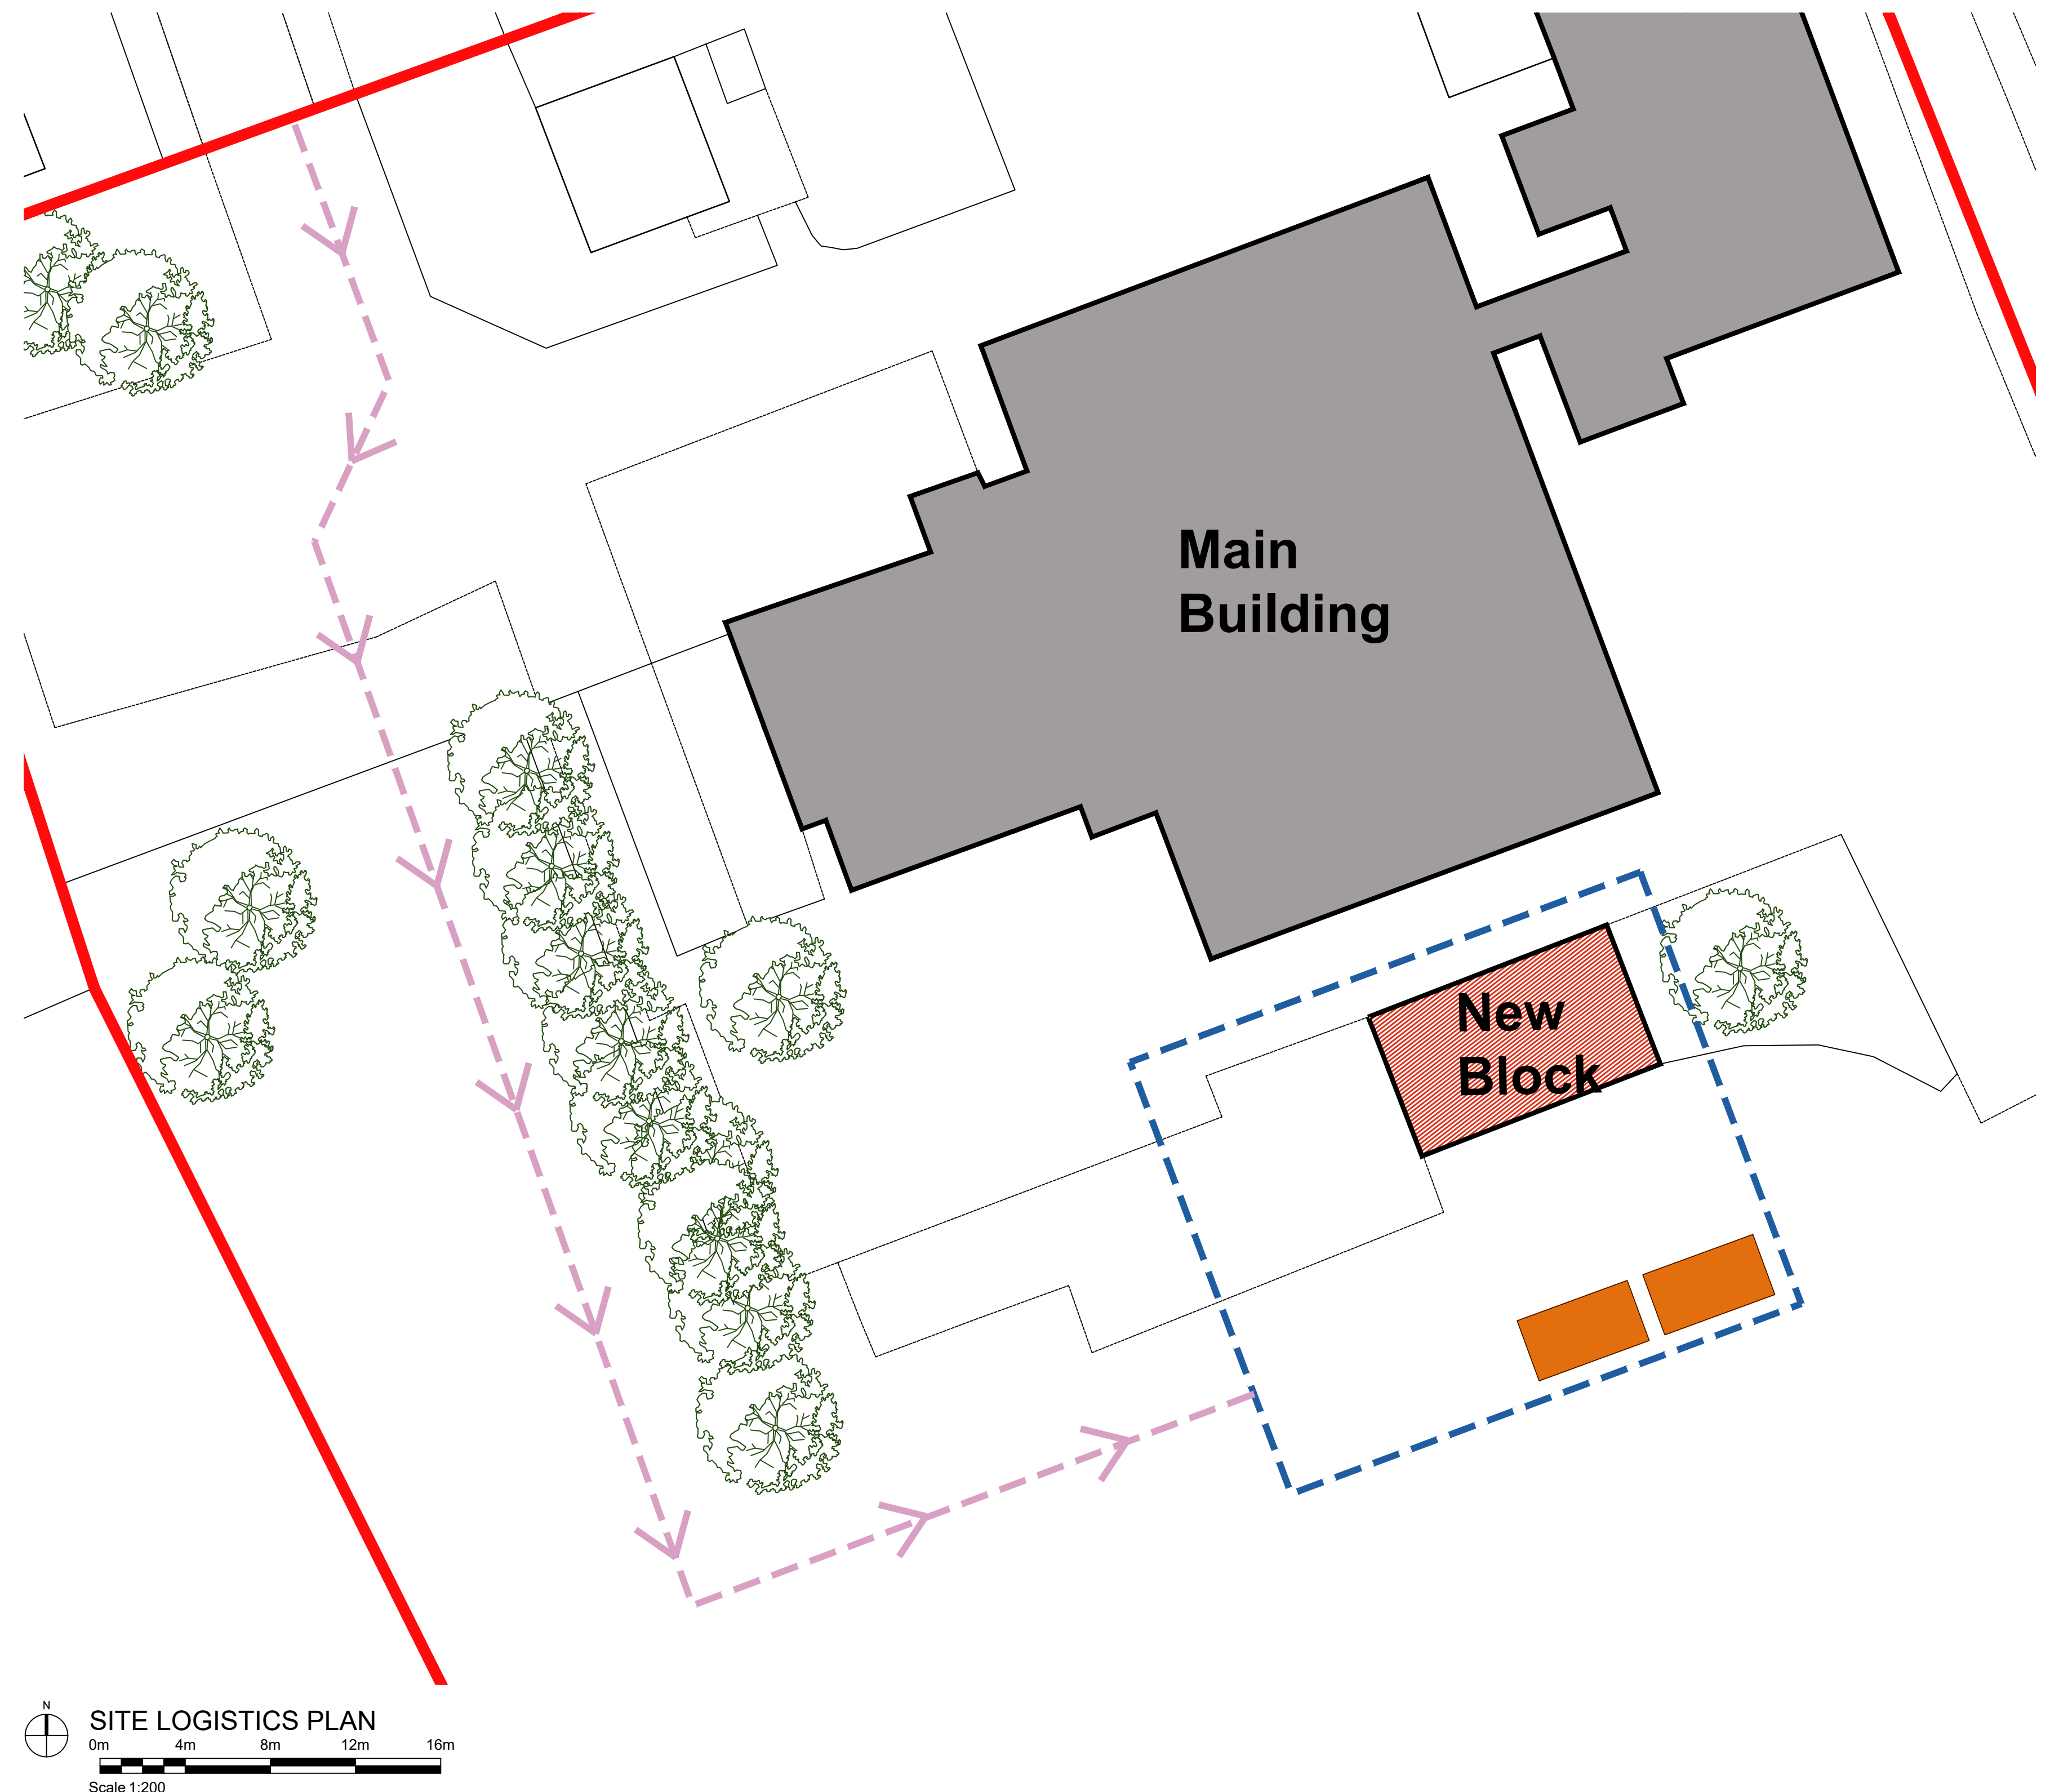 Main
Building
New
Block
N
SITE LOGISTICS PLAN
0m 4m 8m 12m 16m
Scale 1:200